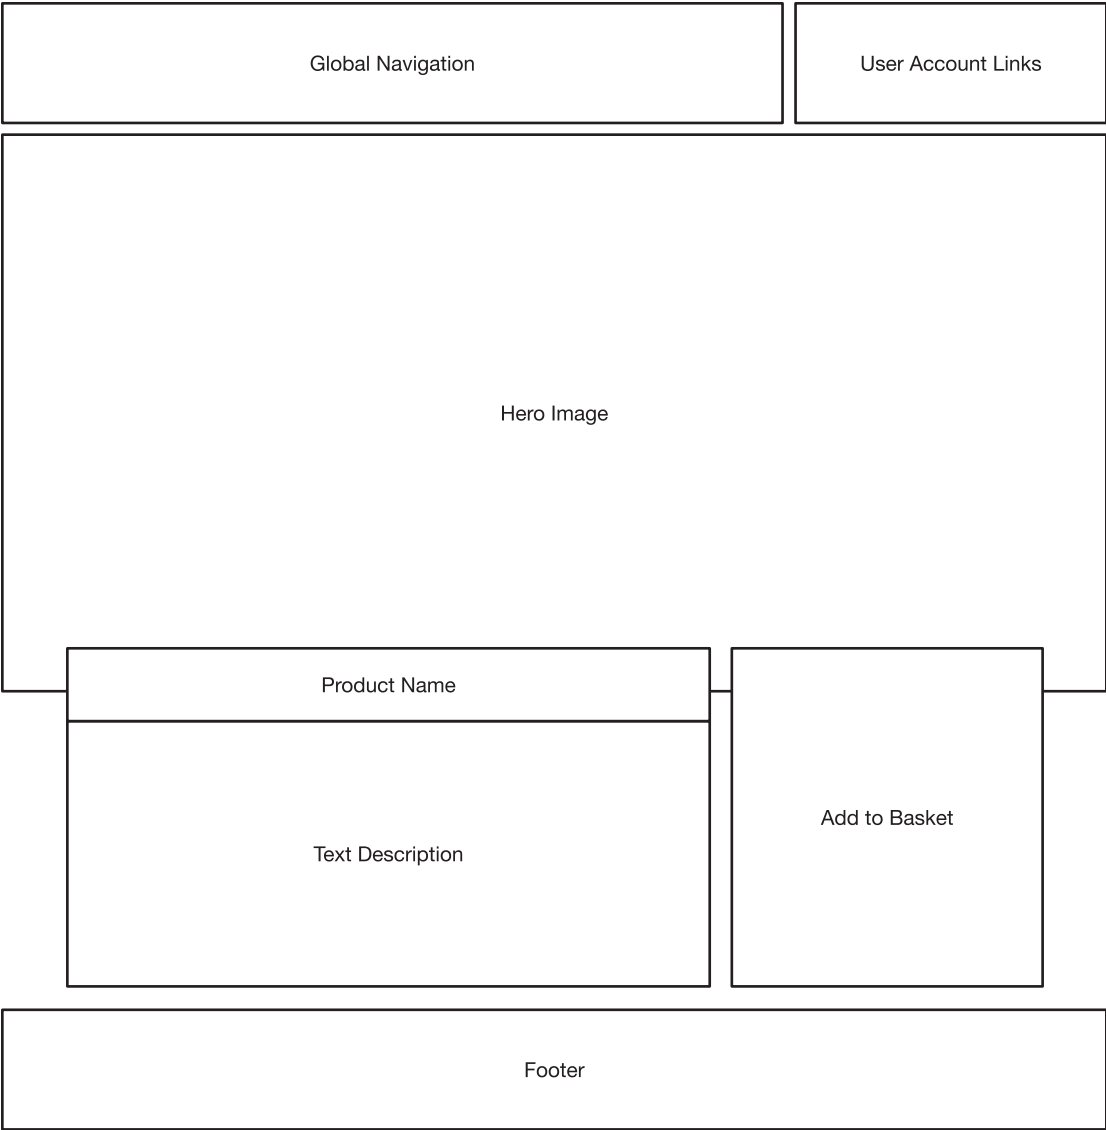 Global Navigation
User Account Links
Hero Image
Product Name
Text Description
Add to Basket
Footer